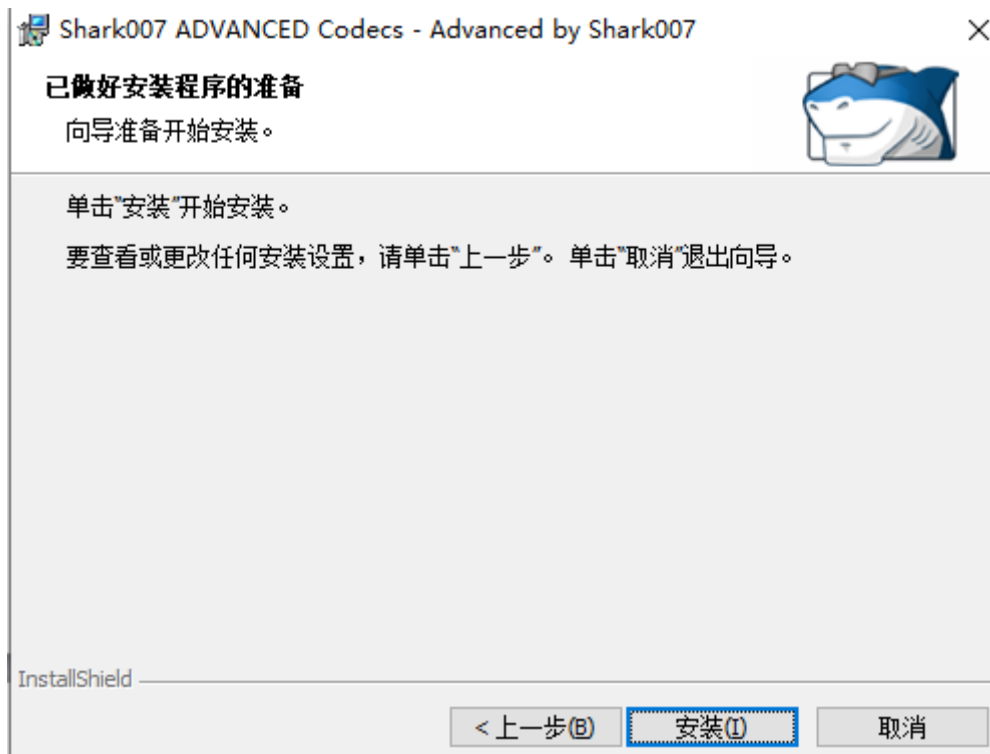 Shark007 ADVANCED Codecs - Advanced by Shark007
已做好安装程序的准备
向导准备开始安装。
单击"安装"开始安装。
要查看或更改任何安装设置，请单击"上一步"。 单击"取消"退出向导。
InstallShield
< 上一步(B)
安装(I)
取消